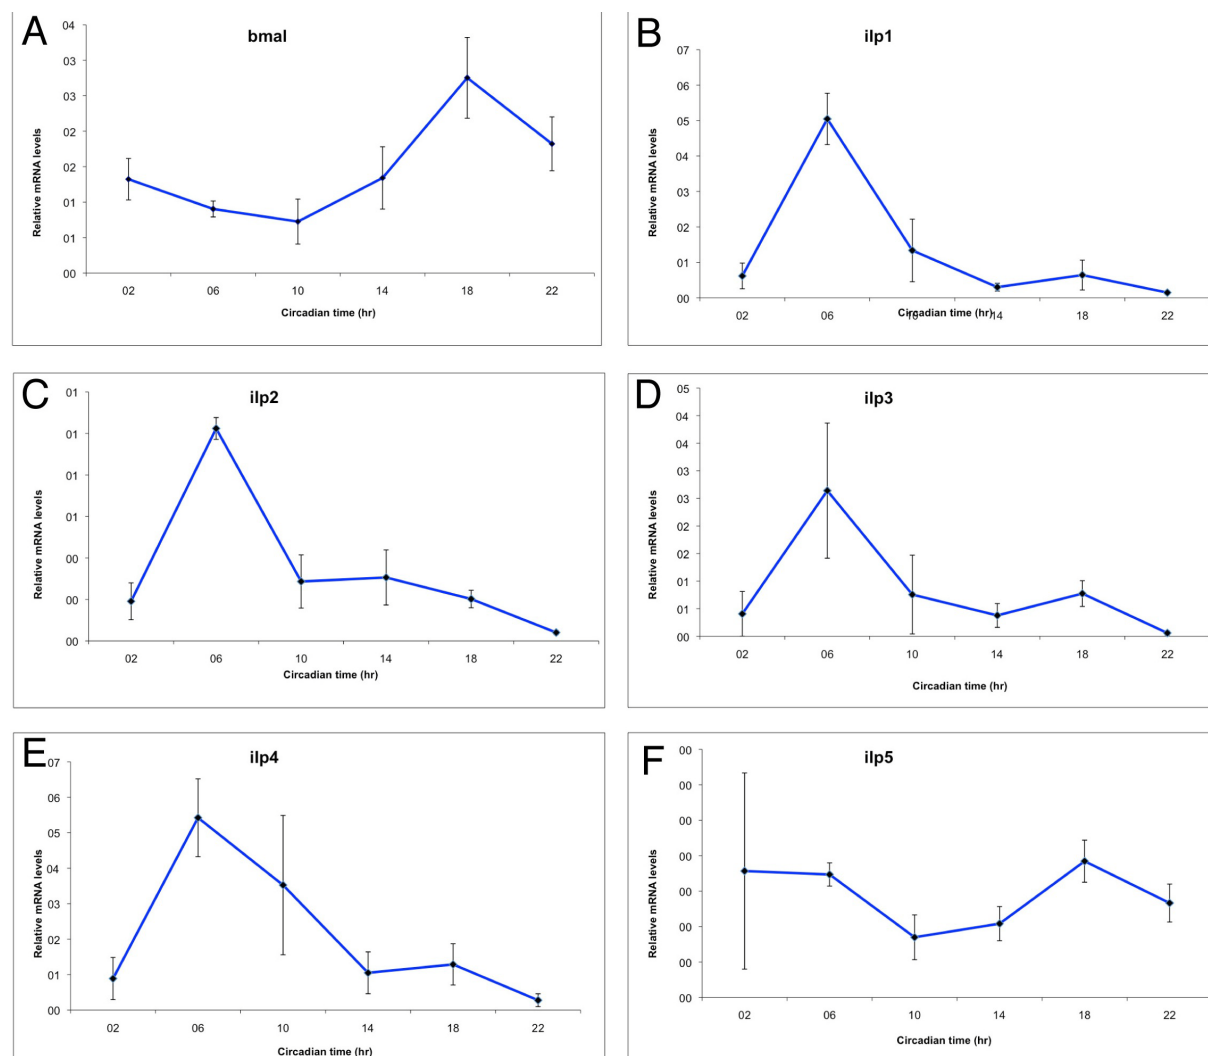 A
bmal
Relative mRNA levels
04
03
03
02
02
01
01
00
02 06 10 14 18 22
Circadian time (hr)
B
ilp1
Relative mRNA levels
07
06
05
04
03
02
01
00
02 06 10 14 18 22
Circadian time (hr)
C
ilp2
Relative mRNA levels
01
01
01
01
00
00
00
02 06 10 14 18 22
Circadian time (hr)
D
ilp3
Relative mRNA levels
05
04
04
03
03
02
02
01
01
00
02 06 10 14 18 22
Circadian time (hr)
E
ilp4
Relative mRNA levels
07
06
05
04
03
02
01
00
02 06 10 14 18 22
Circadian time (hr)
F
ilp5
Relative mRNA levels
00
00
00
00
00
00
00
00
02 06 10 14 18 22
Circadian time (hr)